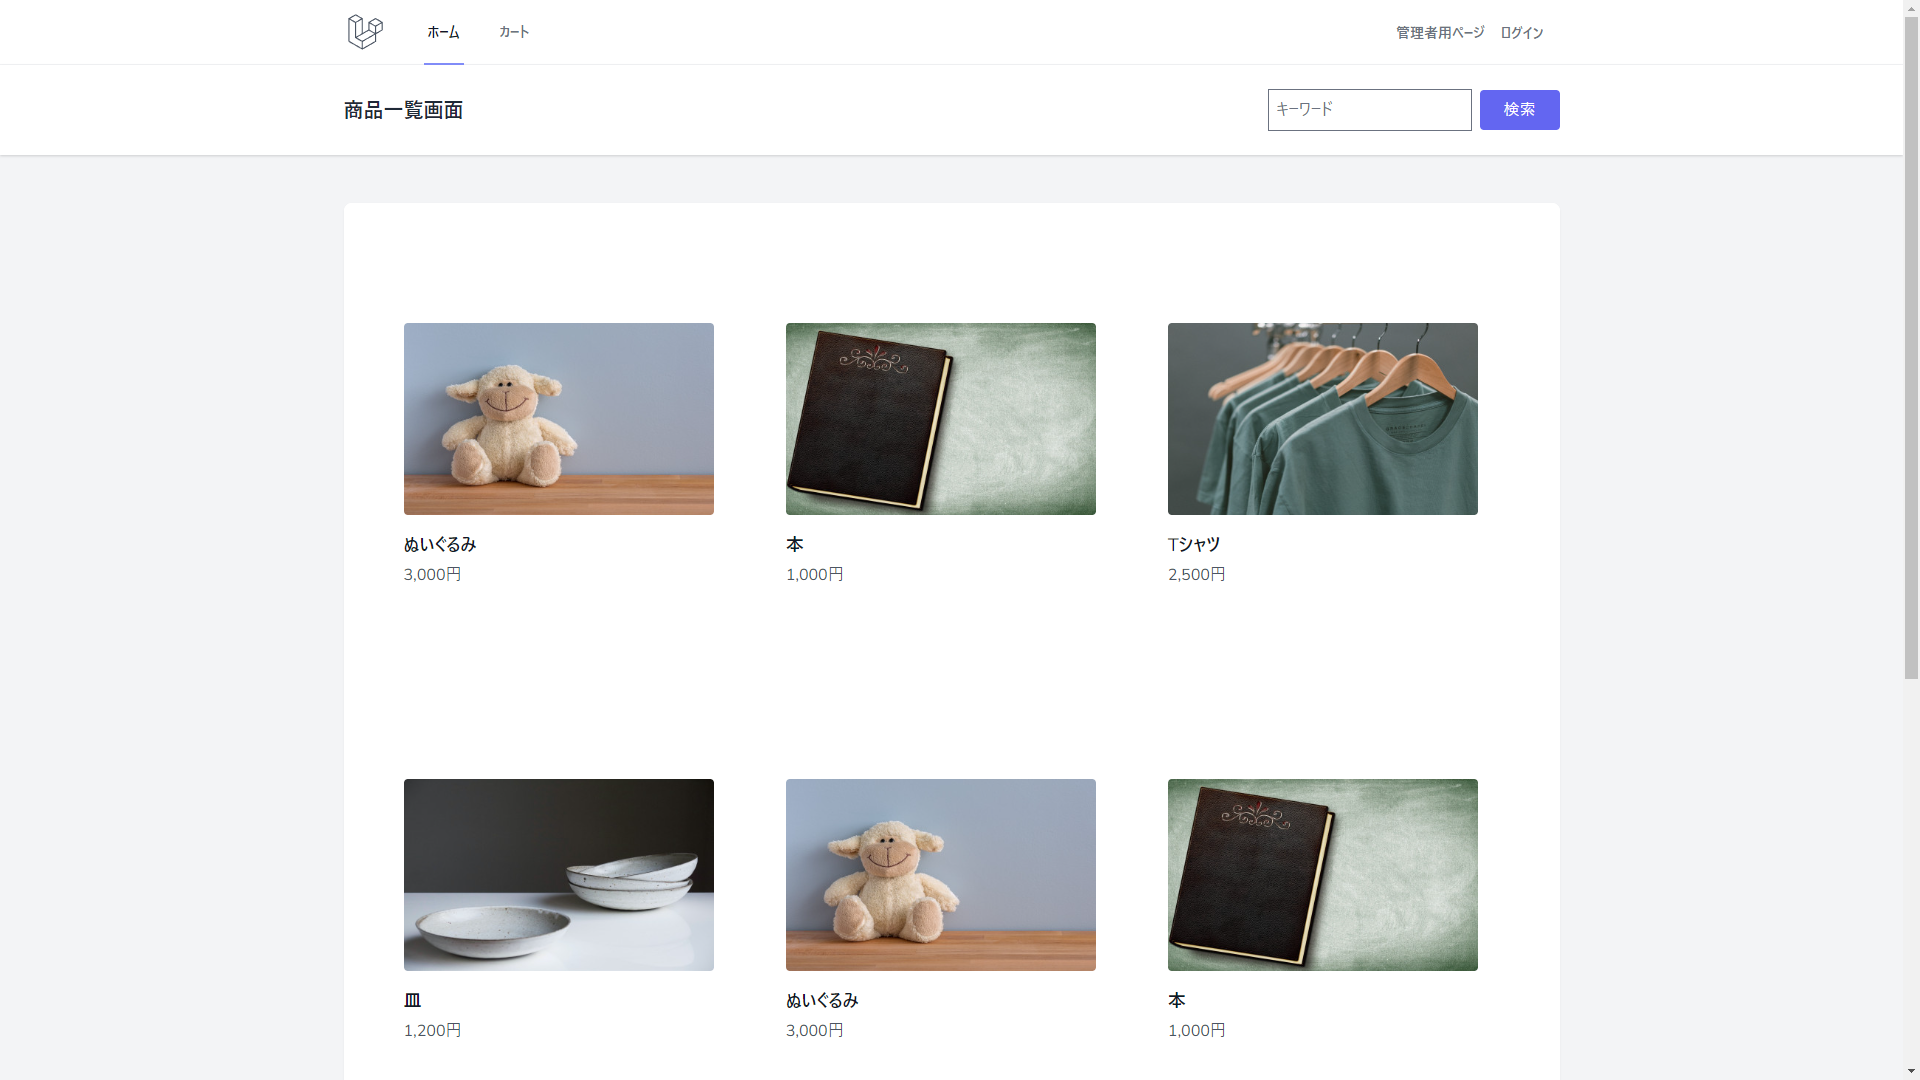 ホーム
カート
管理者用ページ
ログイン
商品一覧画面
キーワード
検索
ぬいぐるみ
3,000円
本
1,000円
Tシャツ
2,500円
皿
1,200円
ぬいぐるみ
3,000円
本
1,000円